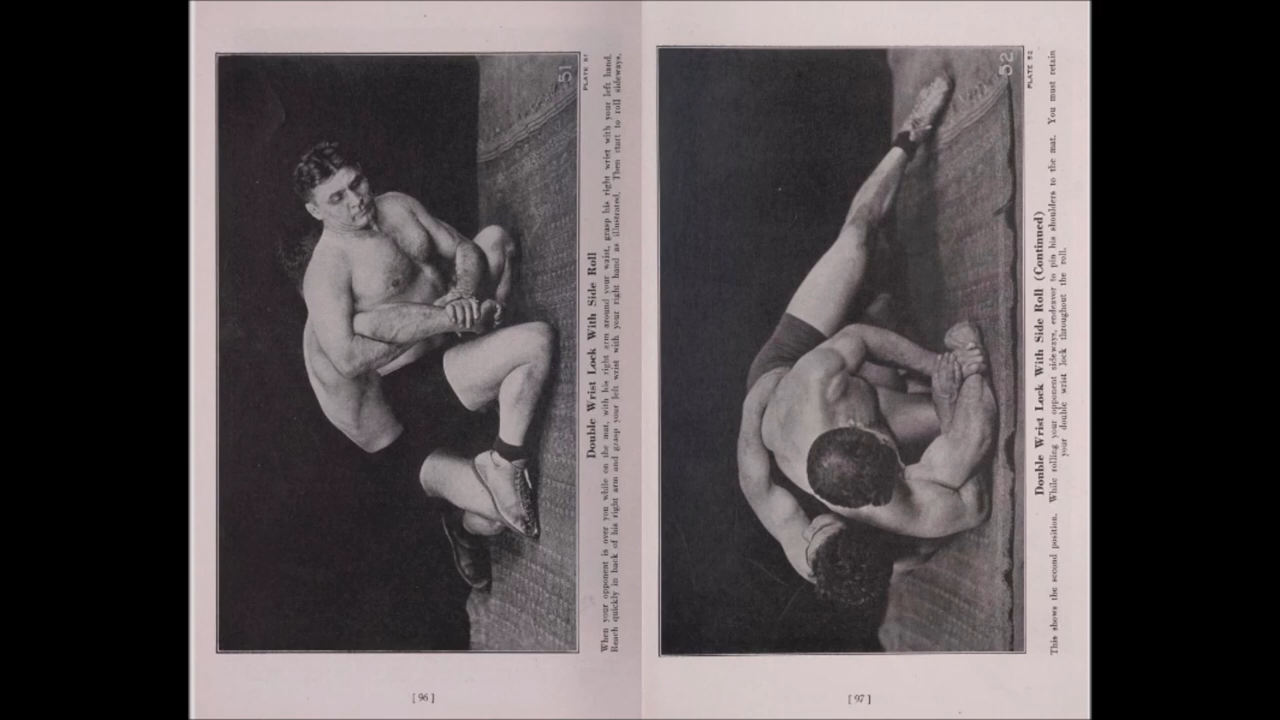 51
PLATE 51
Double Wrist Lock With Side Roll
When your opponent is over you while on the mat, with his right arm around your waist, grasp his right wrist with your left hand.
Reach quickly in back of his right arm and grasp your left wrist with your right hand as illustrated. Then start to roll sideways.
[ 96 ]
52
PLATE 52
Double Wrist Lock With Side Roll (Continued)
This shows the second position. While rolling your opponent sideways, endeavor to pin his shoulders to the mat. You must retain
your double wrist lock throughout the roll.
[ 97 ]